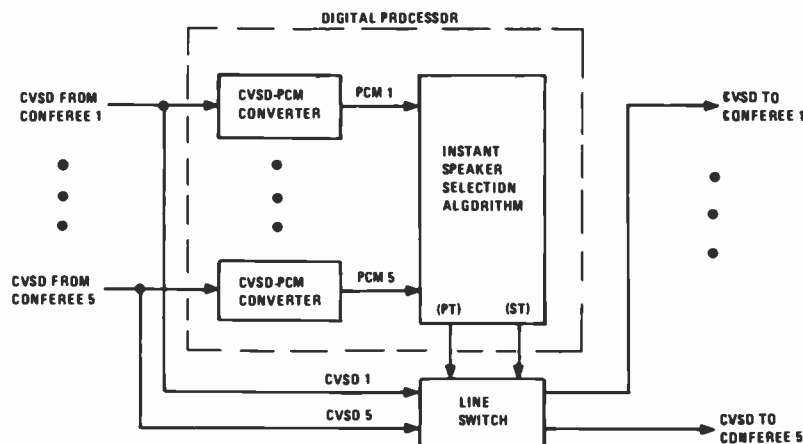 DIGITAL PROCESSOR
CVSD FROM
CONFEREE 1
CVSD-PCM
CONVERTER
PCM 1
INSTANT
SPEAKER
SELECTION
ALGORITHM
CVSD TO
CONFEREE 1
CVSD FROM
CONFEREE 5
CVSD-PCM
CONVERTER
PCM 5
(PT)
(ST)
CVSD 1
CVSD 5
LINE
SWITCH
CVSD TO
CONFEREE 5